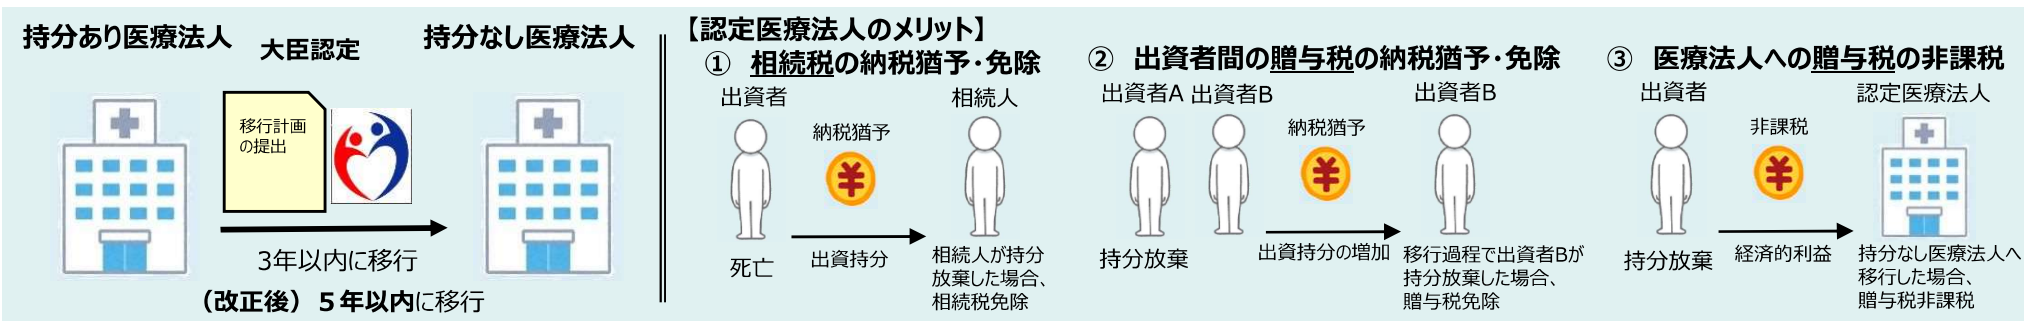 持分あり医療法人
大臣認定
持分なし医療法人
移行計画
の提出
3年以内に移行
（改正後）５年以内に移行
【認定医療法人のメリット】
① 相続税の納税猶予・免除
出資者
相続人
納税猶予
死亡
出資持分
相続人が持分
放棄した場合、
相続税免除
② 出資者間の贈与税の納税猶予・免除
出資者A 出資者B
出資者B
納税猶予
持分放棄
出資持分の増加
移行過程で出資者Bが
持分放棄した場合、
贈与税免除
③ 医療法人への贈与税の非課税
出資者
認定医療法人
非課税
持分放棄
経済的利益
持分なし医療法人へ
移行した場合、
贈与税非課税